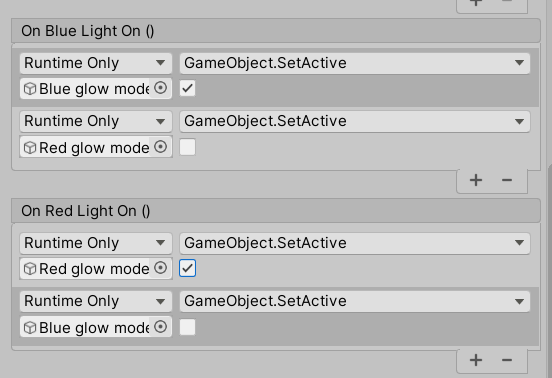 On Blue Light On ()
Runtime Only GameObject.SetActive
Blue glow mode
Runtime Only GameObject.SetActive
Red glow mode
+ −
On Red Light On ()
Runtime Only GameObject.SetActive
Red glow mode
Runtime Only GameObject.SetActive
Blue glow mode
+ −